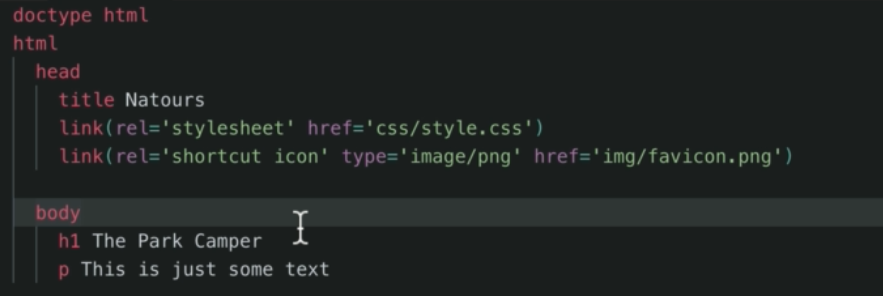 doctype html
html
head
title Natours
link(rel='stylesheet' href='css/style.css')
link(rel='shortcut icon' type='image/png' href='img/favicon.png')
body
h1 The Park Camper
p This is just some text